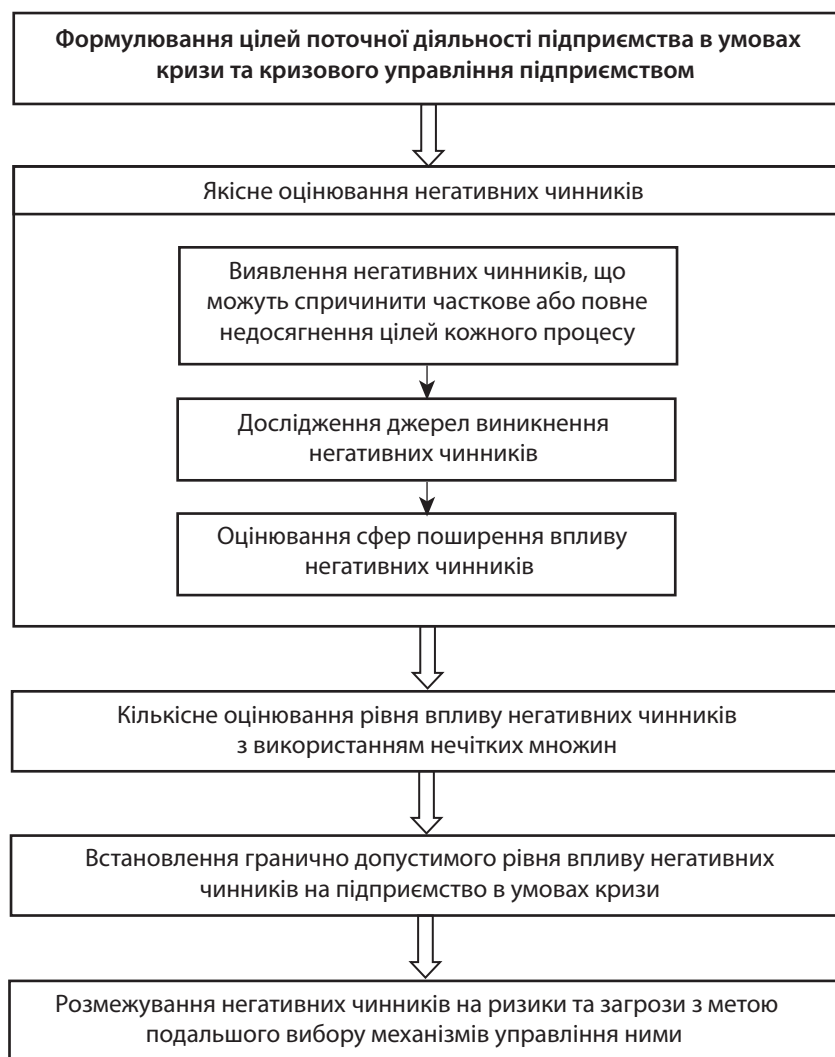 Формулювання цілей поточної діяльності підприємства в умовах
кризи та кризового управління підприємством
Якісне оцінювання негативних чинників
Виявлення негативних чинників, що
можуть спричинити часткове або повне
недосягнення цілей кожного процесу
Дослідження джерел виникнення
негативних чинників
Оцінювання сфер поширення впливу
негативних чинників
Кількісне оцінювання рівня впливу негативних чинників
з використанням нечітких множин
Встановлення гранично допустимого рівня впливу негативних
чинників на підприємство в умовах кризи
Розмежування негативних чинників на ризики та загрози з метою
подальшого вибору механізмів управління ними